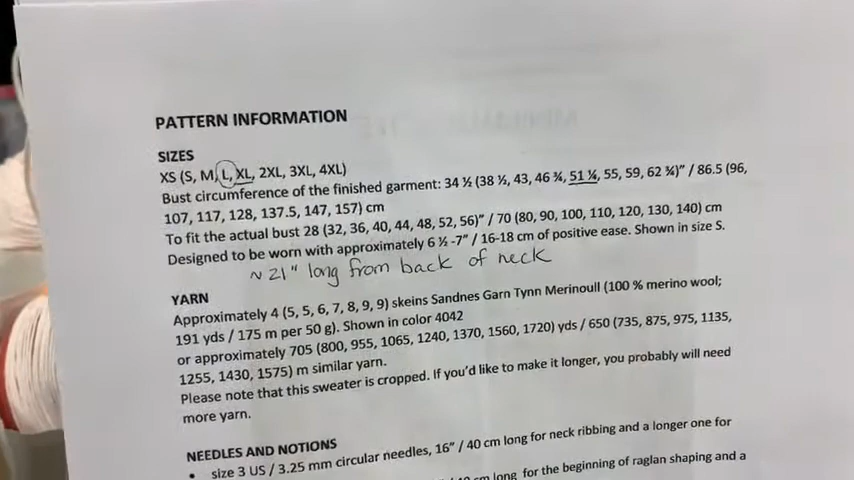 PATTERN INFORMATION
SIZES
XS (S, M, L, XL, 2XL, 3XL, 4XL)
Bust circumference of the finished garment: 34 ½ (38 ½, 43, 46 ¾, 51 ¼, 55, 59, 62 ¾)” / 86.5 (96,
107, 117, 128, 137.5, 147, 157) cm
To fit the actual bust 28 (32, 36, 40, 44, 48, 52, 56)” / 70 (80, 90, 100, 110, 120, 130, 140) cm
Designed to be worn with approximately 6 ½ -7” / 16-18 cm of positive ease. Shown in size S.
~ 21" long from back of neck
YARN
Approximately 4 (5, 5, 6, 7, 8, 9, 9) skeins Sandnes Garn Tynn Merinoull (100 % merino wool;
191 yds / 175 m per 50 g). Shown in color 4042
or approximately 705 (800, 955, 1065, 1240, 1370, 1560, 1720) yds / 650 (735, 875, 975, 1135,
1255, 1430, 1575) m similar yarn.
Please note that this sweater is cropped. If you’d like to make it longer, you probably will need
more yarn.
NEEDLES AND NOTIONS
• size 3 US / 3.25 mm circular needles, 16” / 40 cm long for neck ribbing and a longer one for
cm long for the beginning of raglan shaping and a